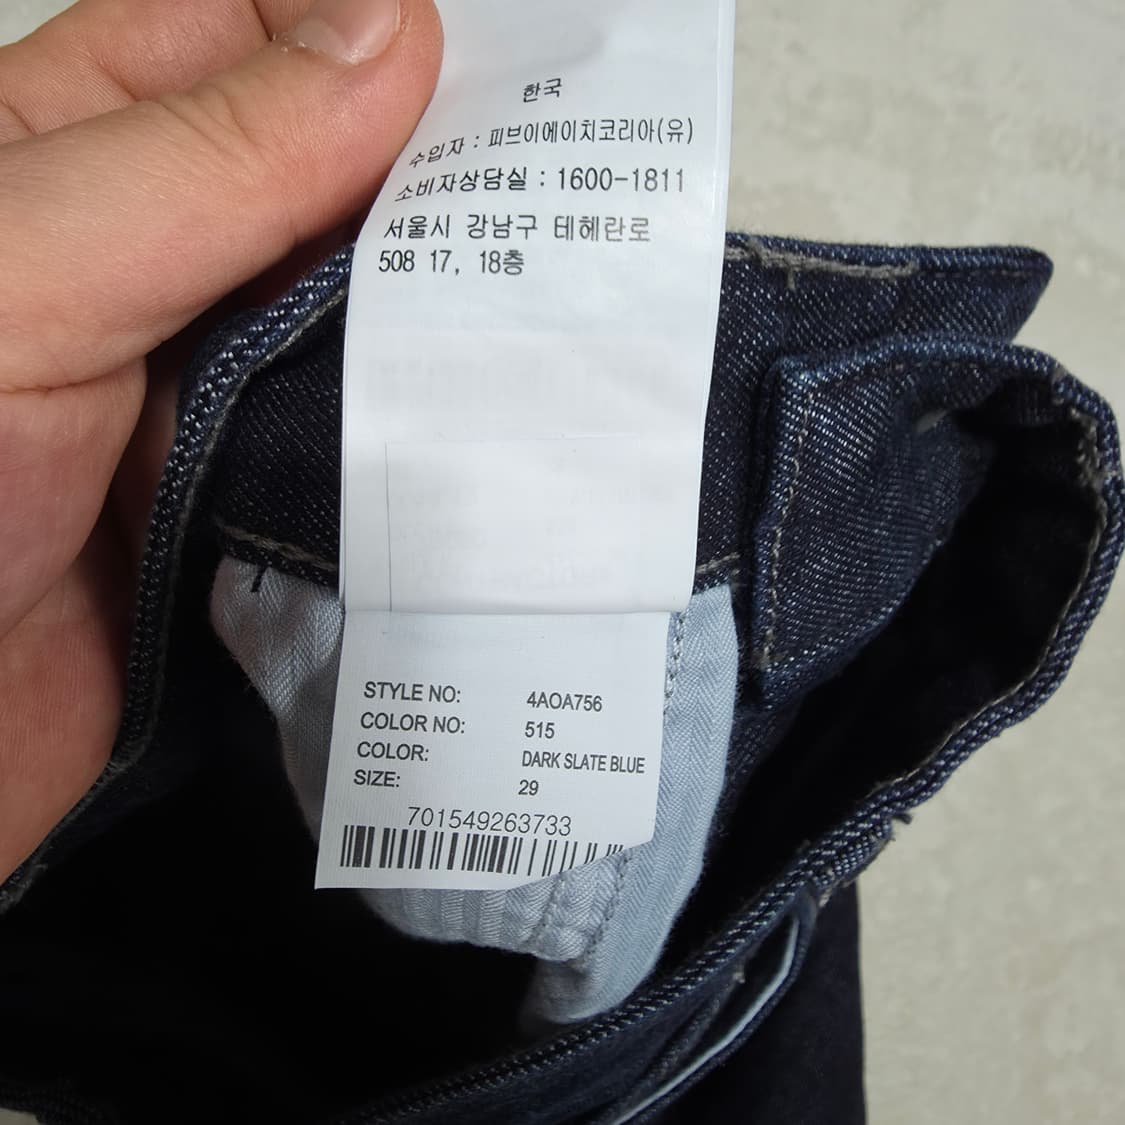 한국
수입자 : 피브이에이치코리아(유)
소비자상담실 : 1600-1811
서울시 강남구 테헤란로
508 17, 18층
STYLE NO: 4AOA756
COLOR NO: 515
COLOR: DARK SLATE BLUE
SIZE: 29
701549263733